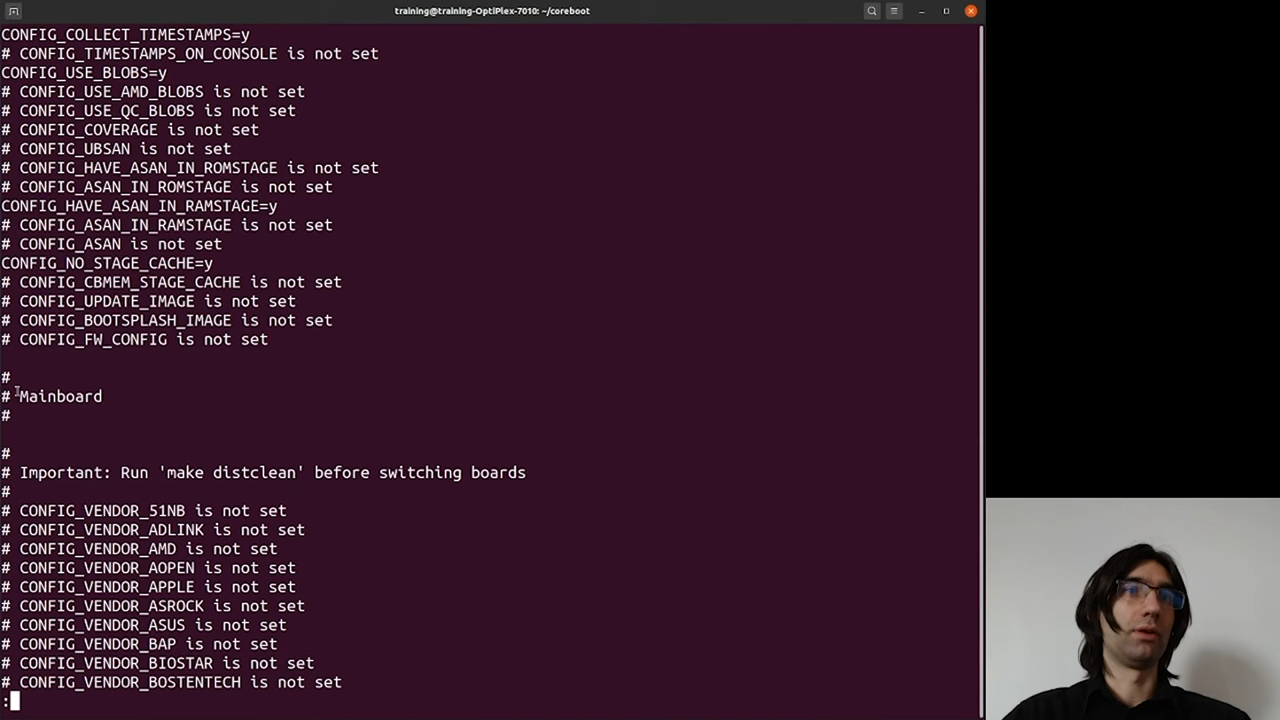 training@training-OptiPlex-7010: ~/coreboot
CONFIG_COLLECT_TIMESTAMPS=y
# CONFIG_TIMESTAMPS_ON_CONSOLE is not set
CONFIG_USE_BLOBS=y
# CONFIG_USE_AMD_BLOBS is not set
# CONFIG_USE_QC_BLOBS is not set
# CONFIG_COVERAGE is not set
# CONFIG_UBSAN is not set
# CONFIG_HAVE_ASAN_IN_ROMSTAGE is not set
# CONFIG_ASAN_IN_ROMSTAGE is not set
CONFIG_HAVE_ASAN_IN_RAMSTAGE=y
# CONFIG_ASAN_IN_RAMSTAGE is not set
# CONFIG_ASAN is not set
CONFIG_NO_STAGE_CACHE=y
# CONFIG_CBMEM_STAGE_CACHE is not set
# CONFIG_UPDATE_IMAGE is not set
# CONFIG_BOOTSPLASH_IMAGE is not set
# CONFIG_FW_CONFIG is not set
#
# Mainboard
#
#
# Important: Run 'make distclean' before switching boards
#
# CONFIG_VENDOR_51NB is not set
# CONFIG_VENDOR_ADLINK is not set
# CONFIG_VENDOR_AMD is not set
# CONFIG_VENDOR_AOPEN is not set
# CONFIG_VENDOR_APPLE is not set
# CONFIG_VENDOR_ASROCK is not set
# CONFIG_VENDOR_ASUS is not set
# CONFIG_VENDOR_BAP is not set
# CONFIG_VENDOR_BIOSTAR is not set
# CONFIG_VENDOR_BOSTENTECH is not set
: